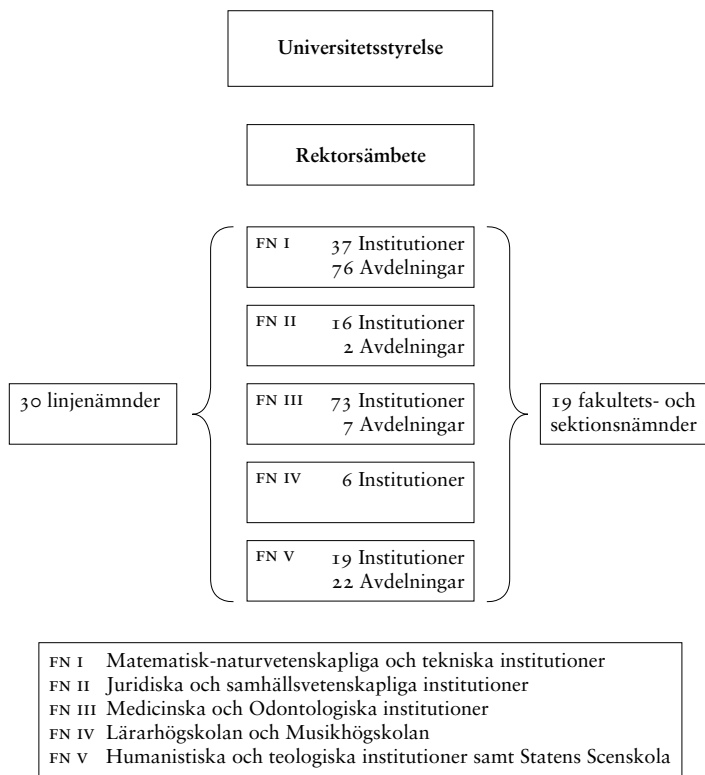 Universitetsstyrelse
Rektorsämbete
FN I 37 Institutioner
76 Avdelningar
FN II 16 Institutioner
2 Avdelningar
30 linjenämnder
FN III 73 Institutioner
7 Avdelningar
19 fakultets- och
sektionsnämnder
FN IV 6 Institutioner
FN V 19 Institutioner
22 Avdelningar
FN I Matematisk-naturvetenskapliga och tekniska institutioner
FN II Juridiska och samhällsvetenskapliga institutioner
FN III Medicinska och Odontologiska institutioner
FN IV Lärarhögskolan och Musikhögskolan
FN V Humanistiska och teologiska institutioner samt Statens Scenskola